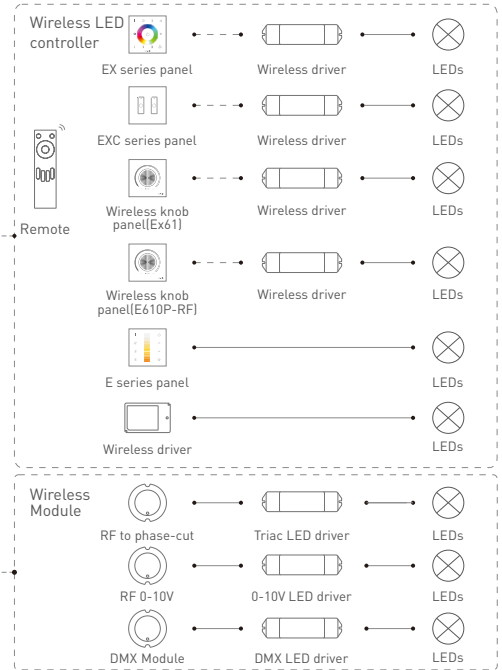 Wireless LED
controller
EX series panel
Wireless driver
LEDs
EXC series panel
Wireless driver
LEDs
Remote
Wireless knob
panel(Ex61)
Wireless driver
LEDs
Wireless knob
panel(E610P-RF)
Wireless driver
LEDs
E series panel
LEDs
Wireless driver
LEDs
Wireless
Module
RF to phase-cut
Triac LED driver
LEDs
RF 0-10V
0-10V LED driver
LEDs
DMX Module
DMX LED driver
LEDs